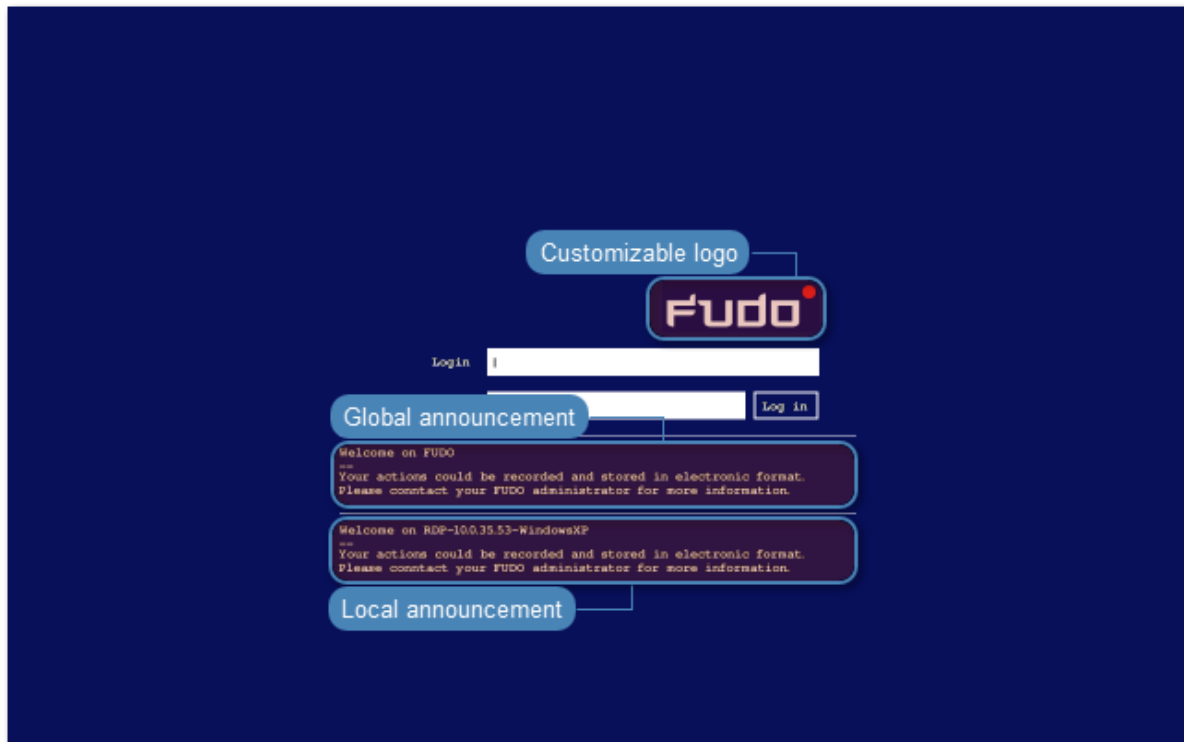 Customizable logo
FUDO
Login
Log in
Global announcement
Welcome on FUDO
--
Your actions could be recorded and stored in electronic format.
Please conntact your FUDO administrator for more information.
Welcome on RDP-10.0.35.53-WindowsXP
--
Your actions could be recorded and stored in electronic format.
Please conntact your FUDO administrator for more information.
Local announcement